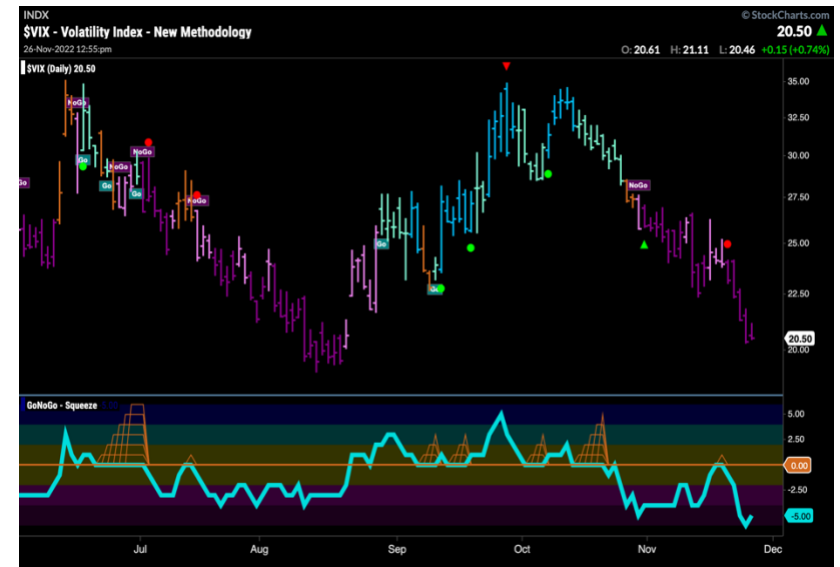 INDX
© StockCharts.com
$VIX - Volatility Index - New Methodology
20.50
26-Nov-2022 12:55:pm
O: 20.61 H: 21.11 L: 20.46 +0.15 (+0.74%)
$VIX (Daily) 20.50
35.00
NoGo
32.50
NoGo
30.00
Go
NoGo
Go
NoGo
Go
NoGo
27.50
Go
25.00
Go
22.50
20.50
20.00
GoNoGo - Squeeze
5.00
2.50
0.00
-2.50
-5.00
Jul
Aug
Sep
Oct
Nov
Dec